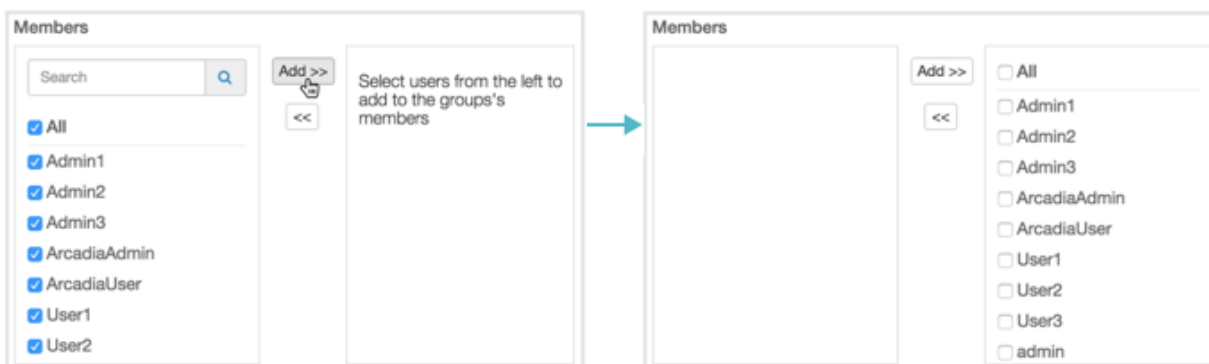 Members
Search
All
Admin1
Admin2
Admin3
ArcadiaAdmin
ArcadiaUser
User1
User2
Add >>
<<
Select users from the left to
add to the groups's
members
Members
Add >>
<<
All
Admin1
Admin2
Admin3
ArcadiaAdmin
ArcadiaUser
User1
User2
User3
admin